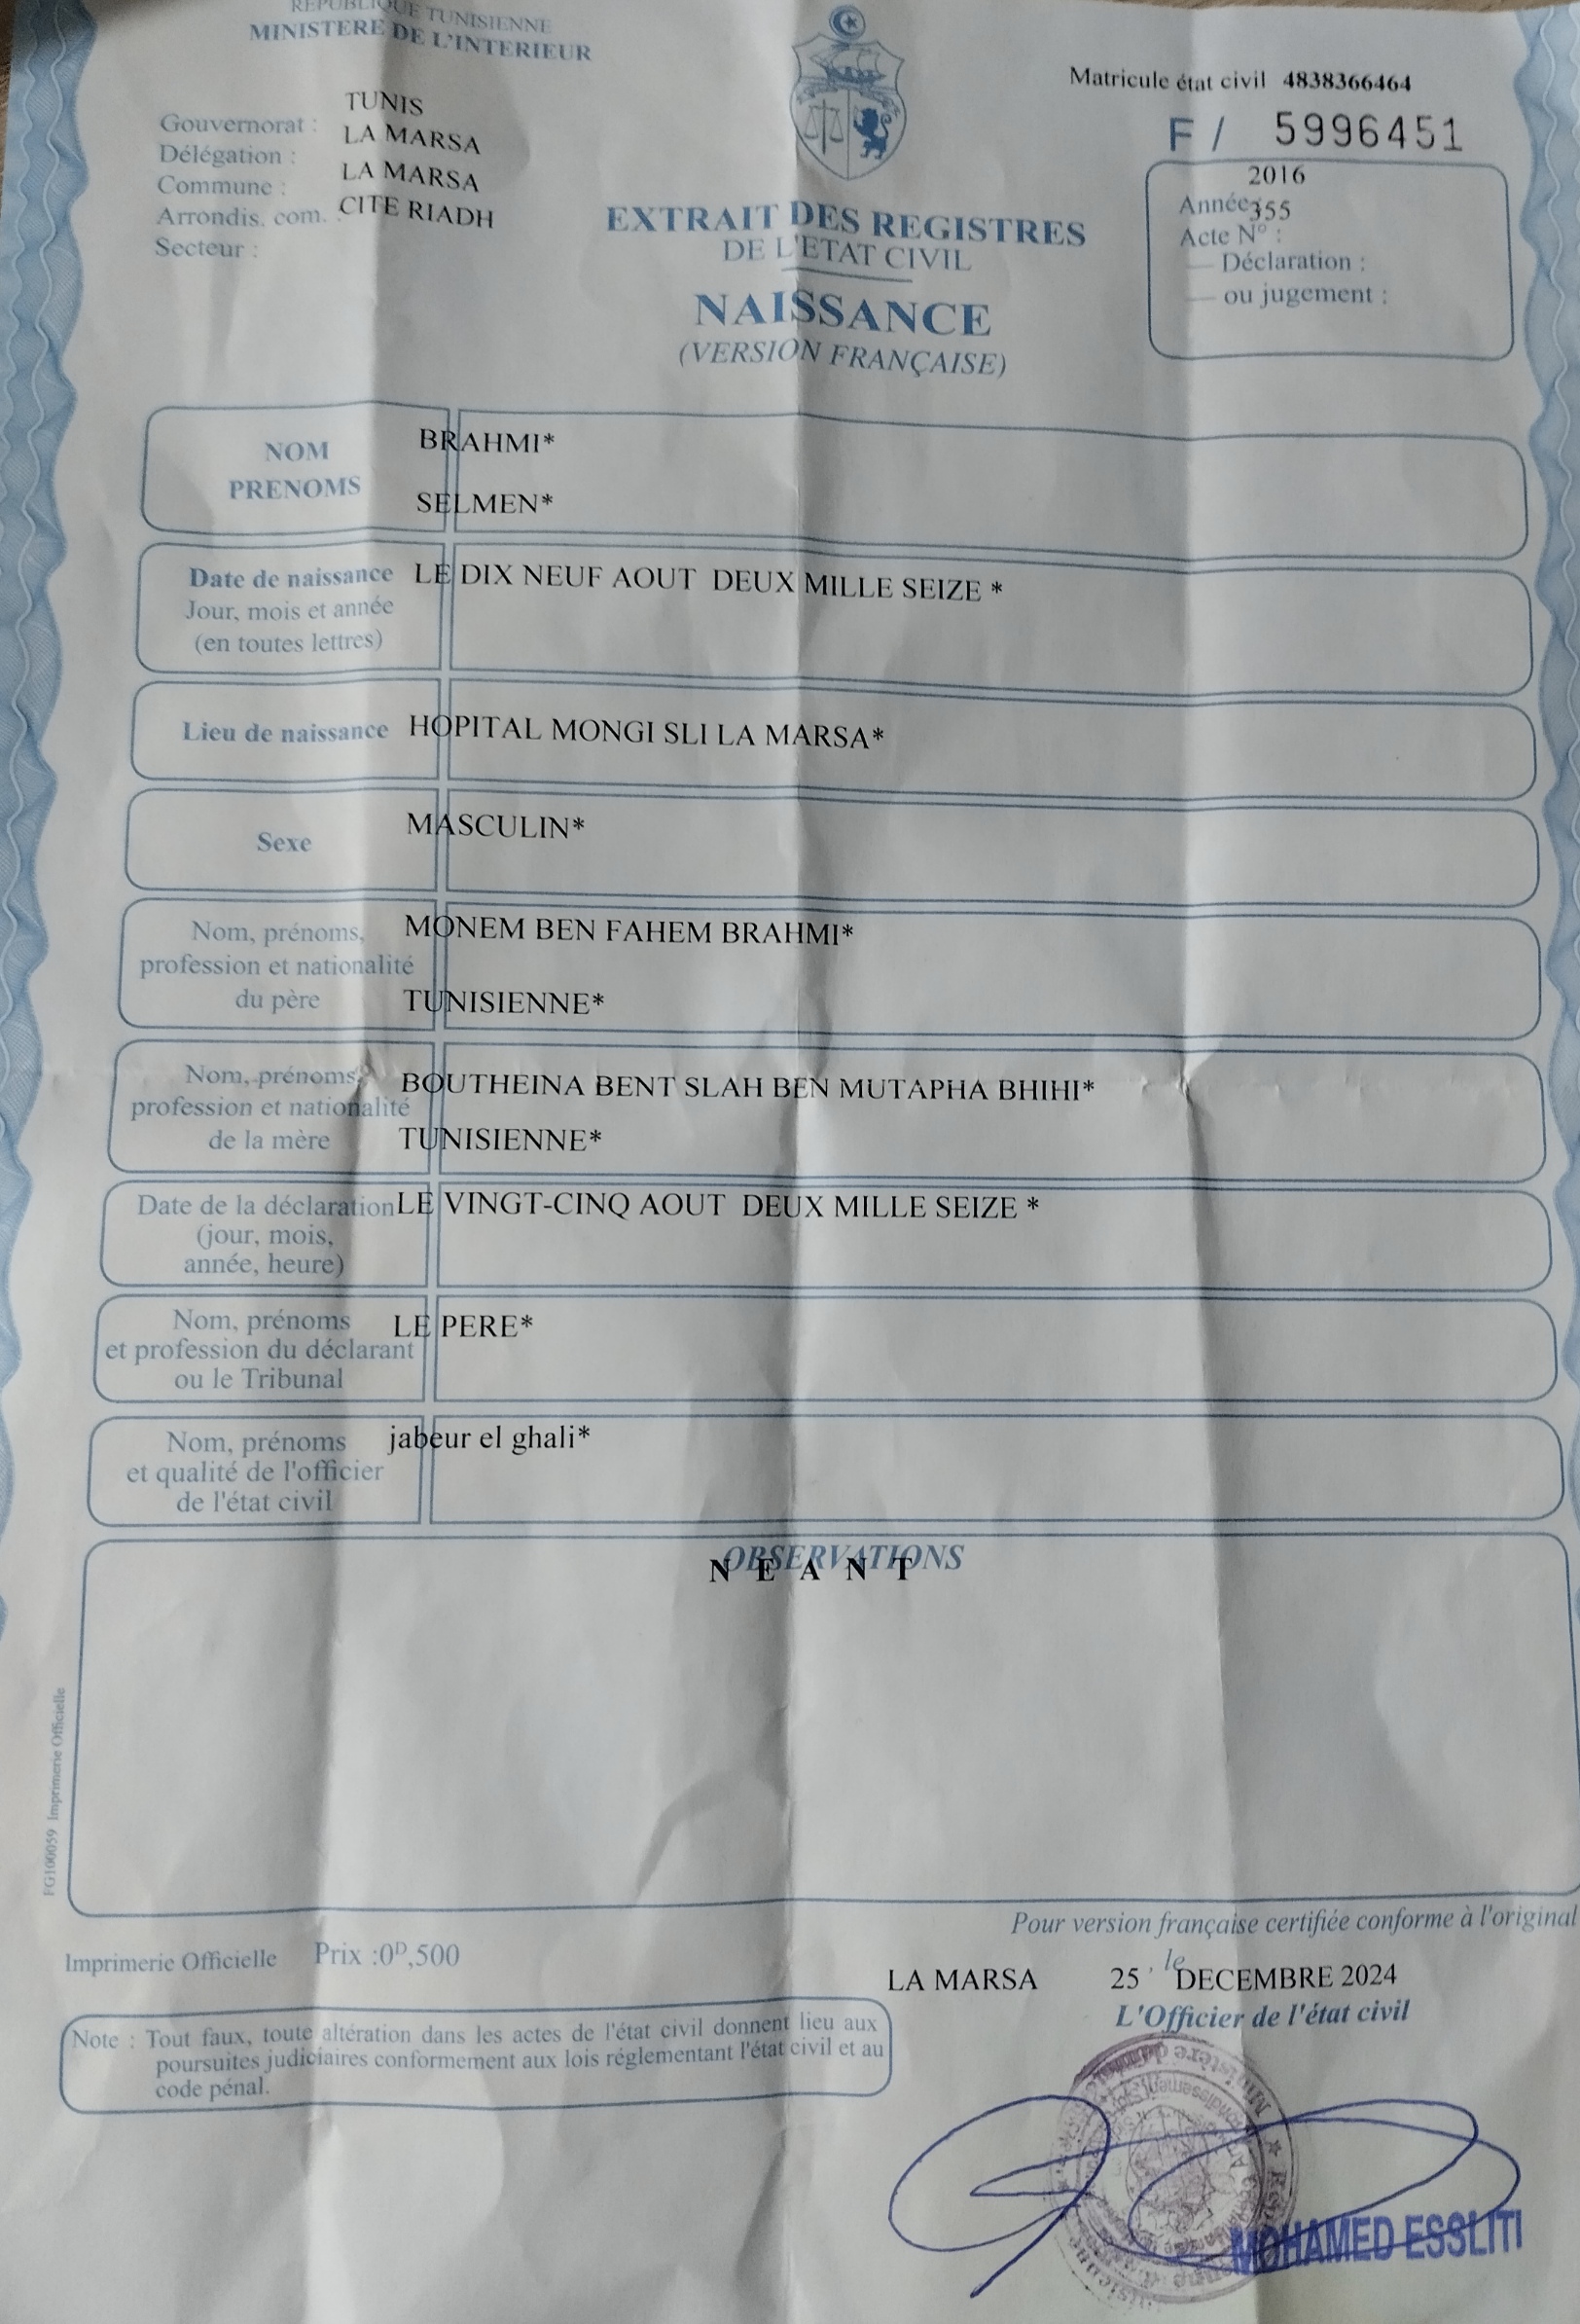 REPUBLIQUE TUNISIENNE
MINISTERE DE L'INTERIEUR
Matricule état civil 4838366464
F / 5996451
Gouvernorat : TUNIS
Délégation : LA MARSA
Commune : LA MARSA
Arrondis. com. : CITE RIADH
Secteur :
2016
Année : 355
Acte N° :
— Déclaration :
— ou jugement :
EXTRAIT DES REGISTRES
DE L'ETAT CIVIL
NAISSANCE
(VERSION FRANÇAISE)
NOM BRAHMI*
PRENOMS SELMEN*
Date de naissance LE DIX NEUF AOUT DEUX MILLE SEIZE *
Jour, mois et année
(en toutes lettres)
Lieu de naissance HOPITAL MONGI SLI LA MARSA*
Sexe MASCULIN*
Nom, prénoms, MONEM BEN FAHEM BRAHMI*
profession et nationalité
du père TUNISIENNE*
Nom, prénoms, BOUTHEINA BENT SLAH BEN MUTAPHA BHIHI*
profession et nationalité
de la mère TUNISIENNE*
Date de la déclaration LE VINGT-CINQ AOUT DEUX MILLE SEIZE *
(jour, mois,
année, heure)
Nom, prénoms LE PERE*
et profession du déclarant
ou le Tribunal
Nom, prénoms jabeur el ghali*
et qualité de l'officier
de l'état civil
OBSERVATIONS
N E A N T
FG100059 Imprimerie Officielle
Pour version française certifiée conforme à l'original
Imprimerie Officielle Prix :0D,500
LA MARSA 25 , le DECEMBRE 2024
L'Officier de l'état civil
Note : Tout faux, toute altération dans les actes de l'état civil donnent lieu aux
poursuites judiciaires conformement aux lois réglementant l'état civil et au
code pénal.
MOHAMED ESSLITI